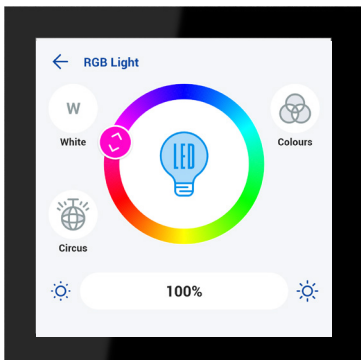 RGB Light
W
White
Colours
LED
Circus
100%